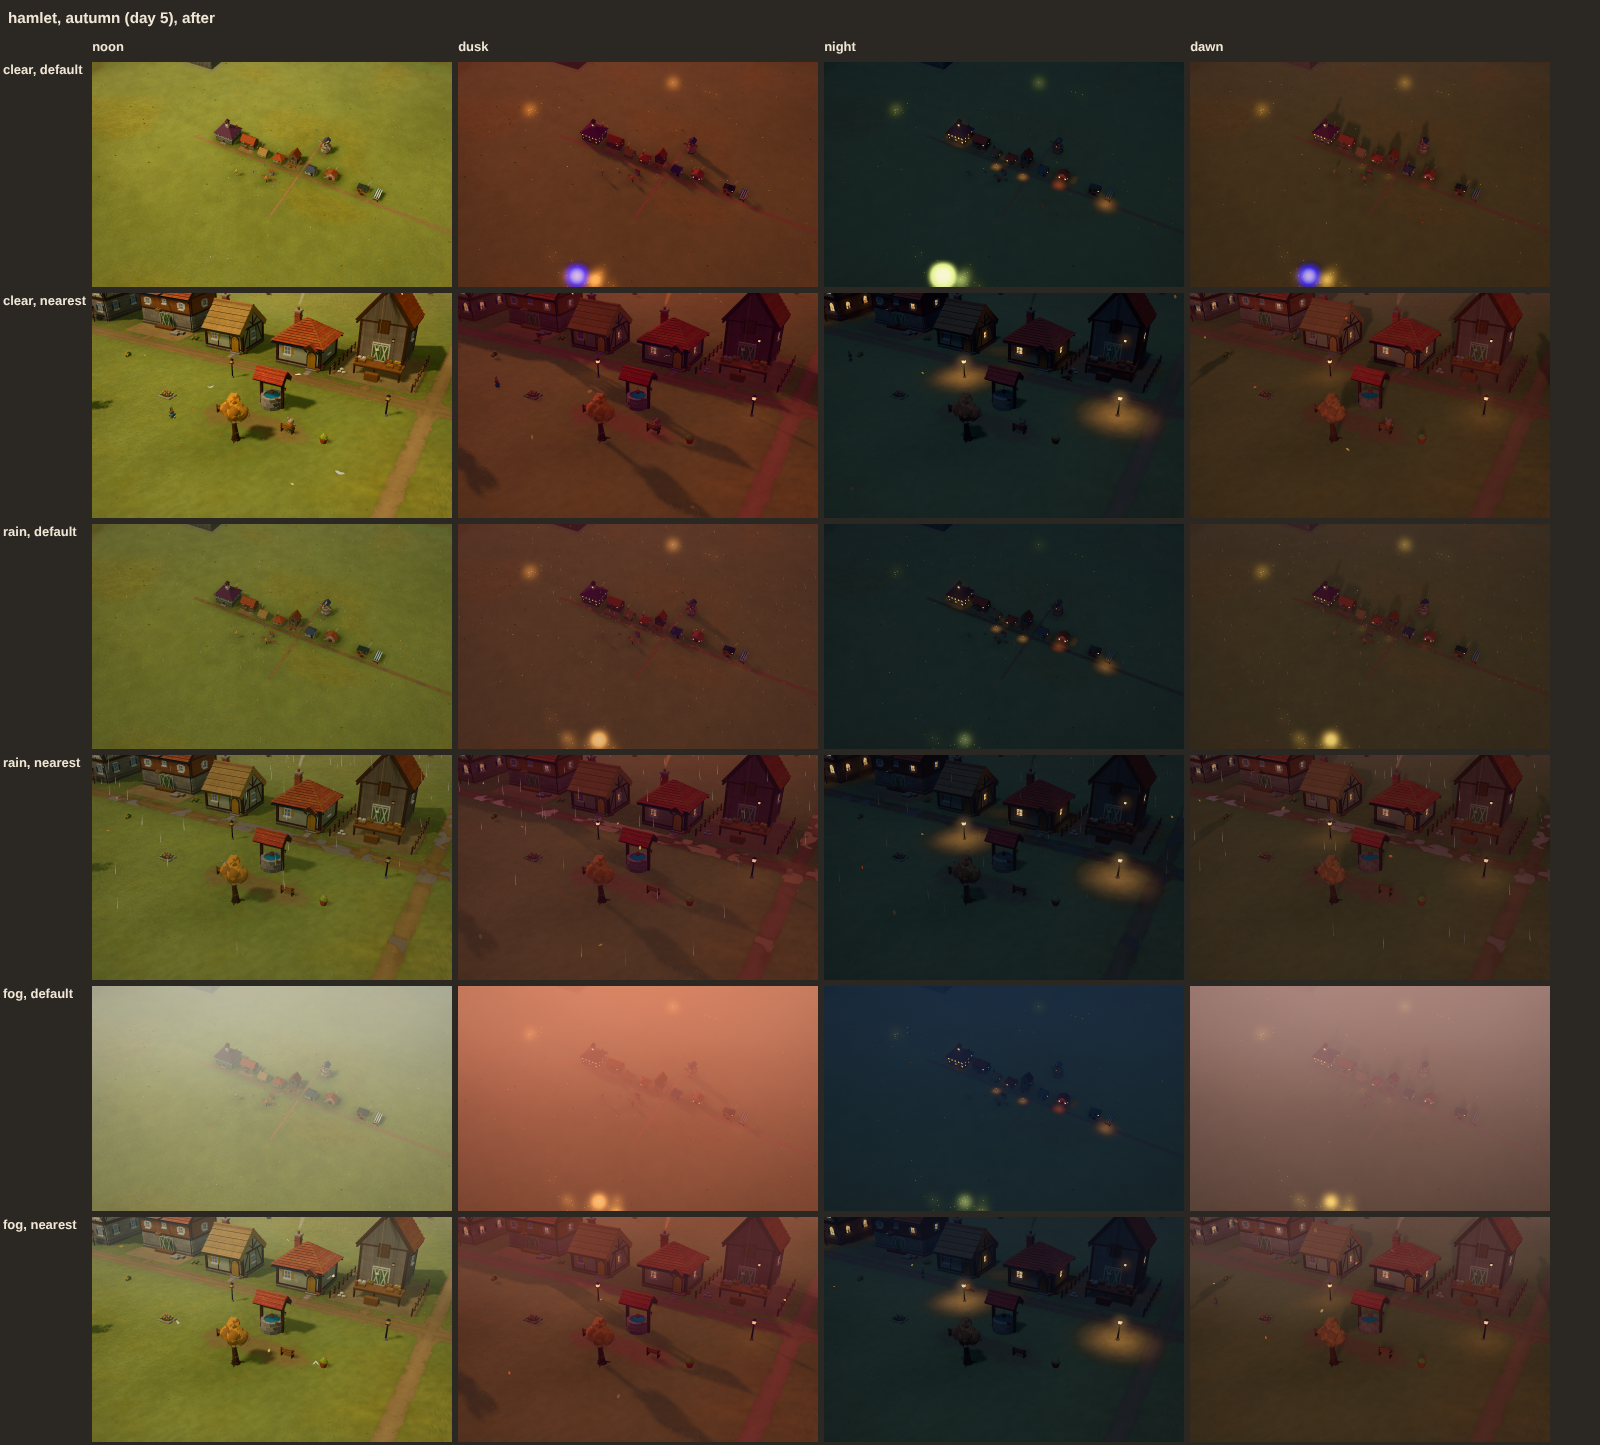 hamlet, autumn (day 5), after
noon dusk night dawn
clear, default
clear, nearest
rain, default
rain, nearest
fog, default
fog, nearest